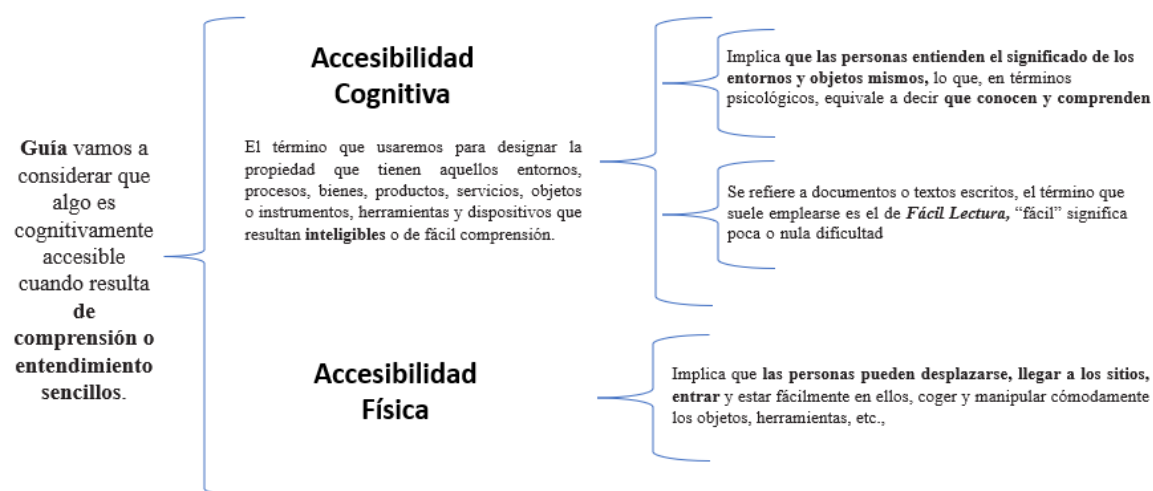 Guía vamos a
considerar que
algo es
cognitivamente
accesible
cuando resulta
de
comprensión o
entendimiento
sencillos.
Accesibilidad
Cognitiva
El término que usaremos para designar la
propiedad que tienen aquellos entornos,
procesos, bienes, productos, servicios, objetos
o instrumentos, herramientas y dispositivos que
resultan inteligibles o de fácil comprensión.
Implica que las personas entienden el significado de los
entornos y objetos mismos, lo que, en términos
psicológicos, equivale a decir que conocen y comprenden
Se refiere a documentos o textos escritos, el término que
suele emplearse es el de Fácil Lectura, “fácil” significa
poca o nula dificultad
Accesibilidad
Física
Implica que las personas pueden desplazarse, llegar a los sitios,
entrar y estar fácilmente en ellos, coger y manipular cómodamente
los objetos, herramientas, etc.,